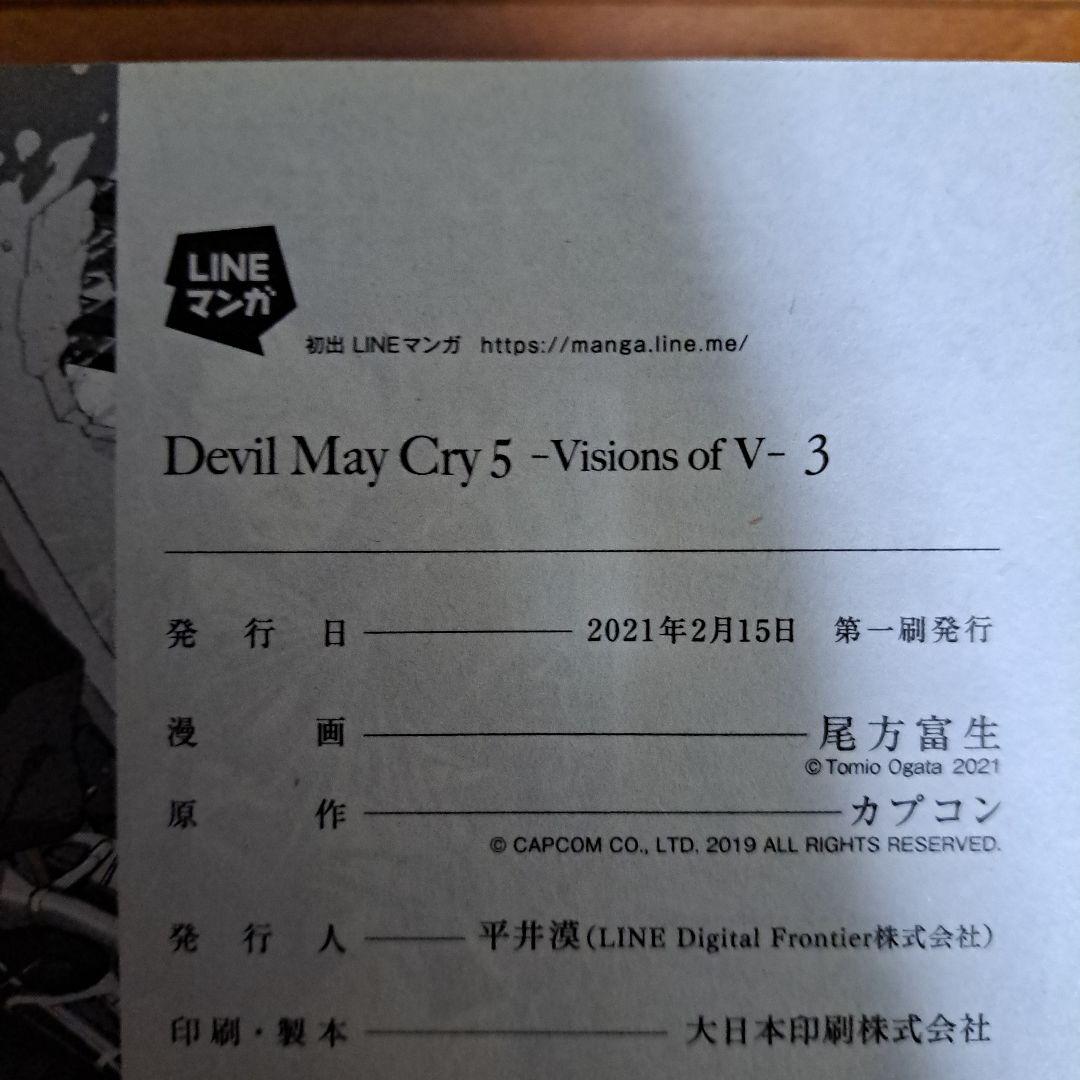 LINE
マンガ
初出 LINEマンガ https://manga.line.me/
Devil May Cry 5 -Visions of V- 3
発行日 2021年2月15日 第一刷発行
漫画 尾方富生
© Tomio Ogata 2021
原作 カプコン
© CAPCOM CO., LTD. 2019 ALL RIGHTS RESERVED.
発行人 平井漠(LINE Digital Frontier株式会社)
印刷・製本 大日本印刷株式会社